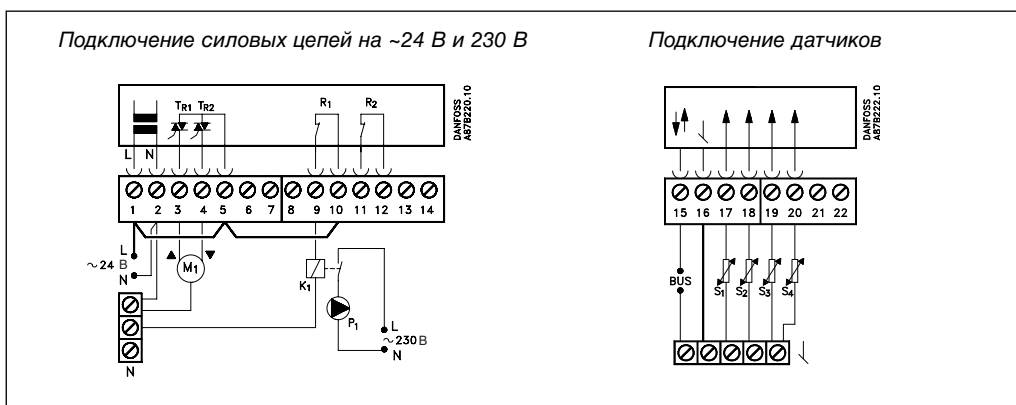 Подключение силовых цепей на ~24 В и 230 В
TR1 TR2 R1 R2
L N
DANFOSS
A87B220.10
1 2 3 4 5 6 7 8 9 10 11 12 13 14
L
~24 В
N
M1
K1
P1
L
~230 В
N
N
Подключение датчиков
DANFOSS
A87B222.10
15 16 17 18 19 20 21 22
BUS
S1 S2 S3 S4